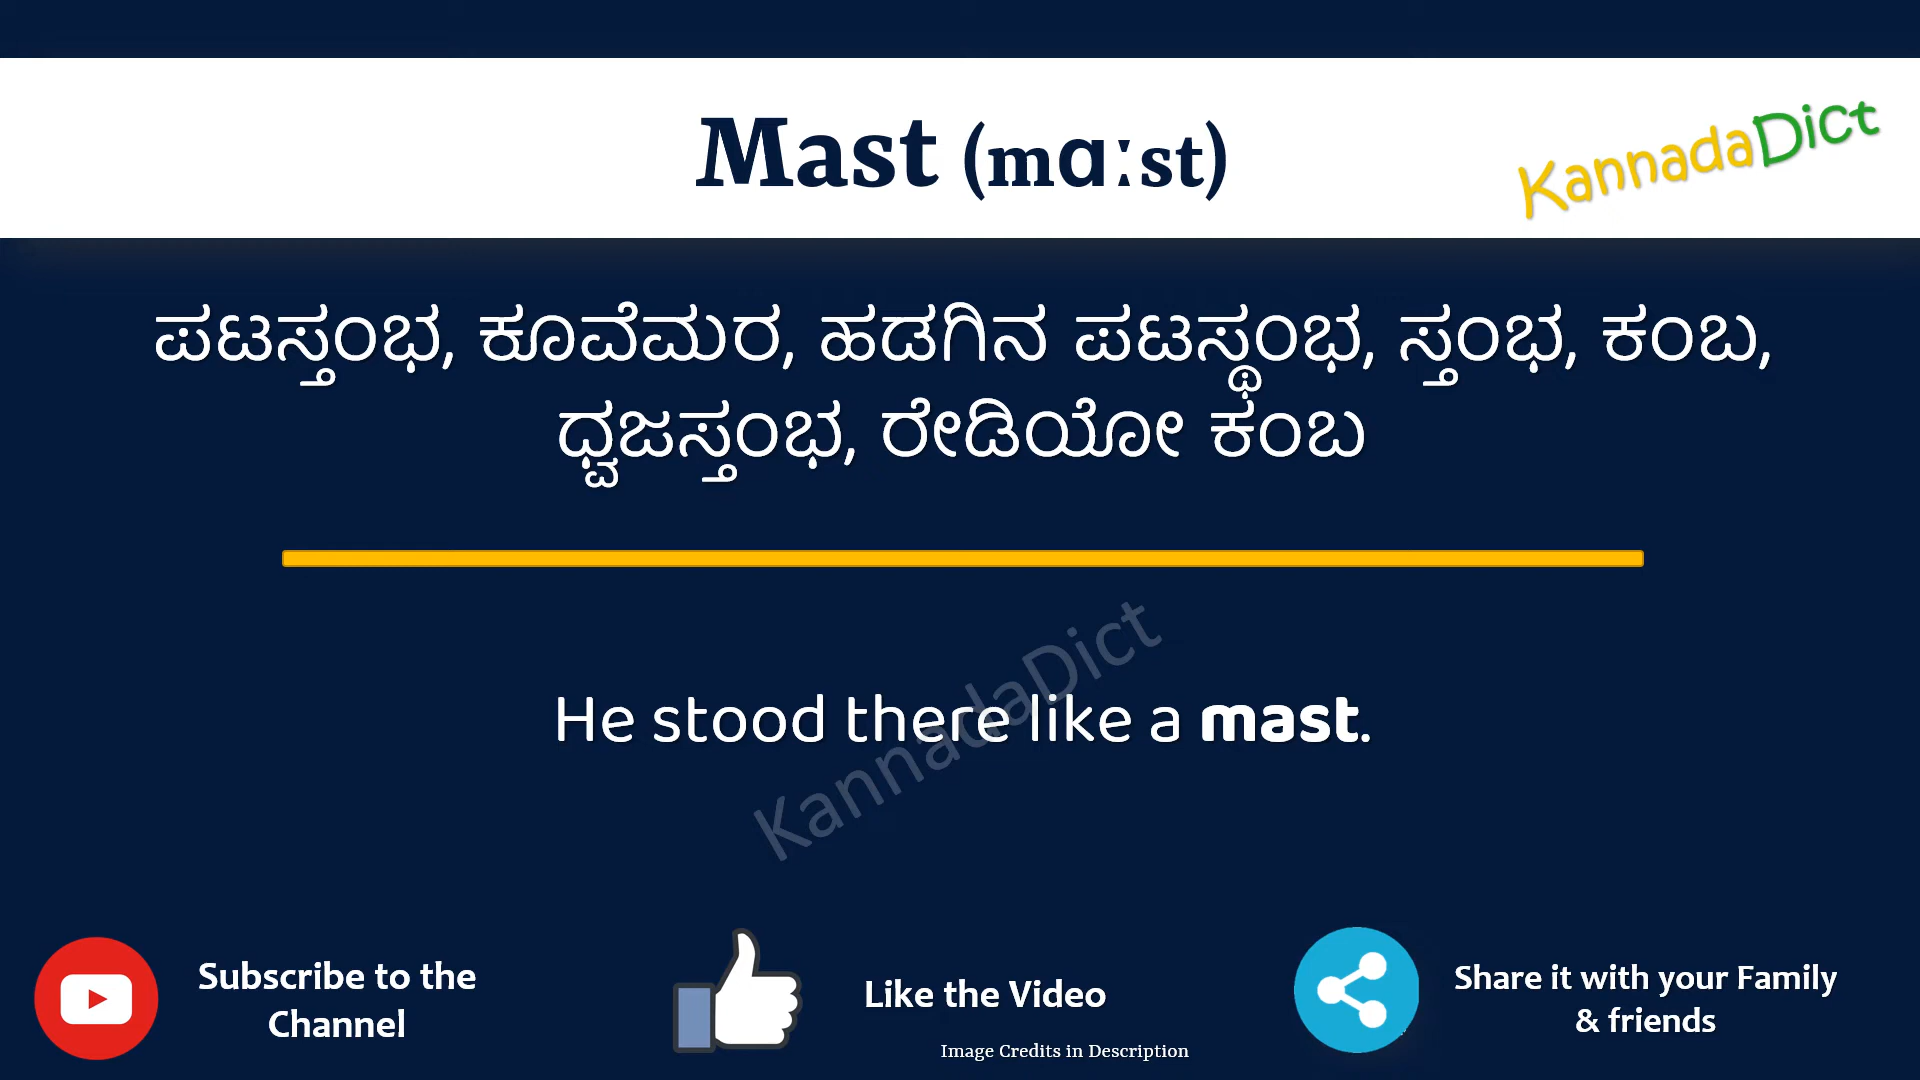 Mast (mɑːst)
KannadaDict
ಪಟಸ್ತಂಭ, ಕೂವೆಮರ, ಹಡಗಿನ ಪಟಸ್ಥಂಭ, ಸ್ತಂಭ, ಕಂಬ,
ಧ್ವಜಸ್ತಂಭ, ರೇಡಿಯೋ ಕಂಬ
KannadaDict
He stood there like a mast.
Subscribe to the
Channel
Like the Video
Share it with your Family
& friends
Image Credits in Description